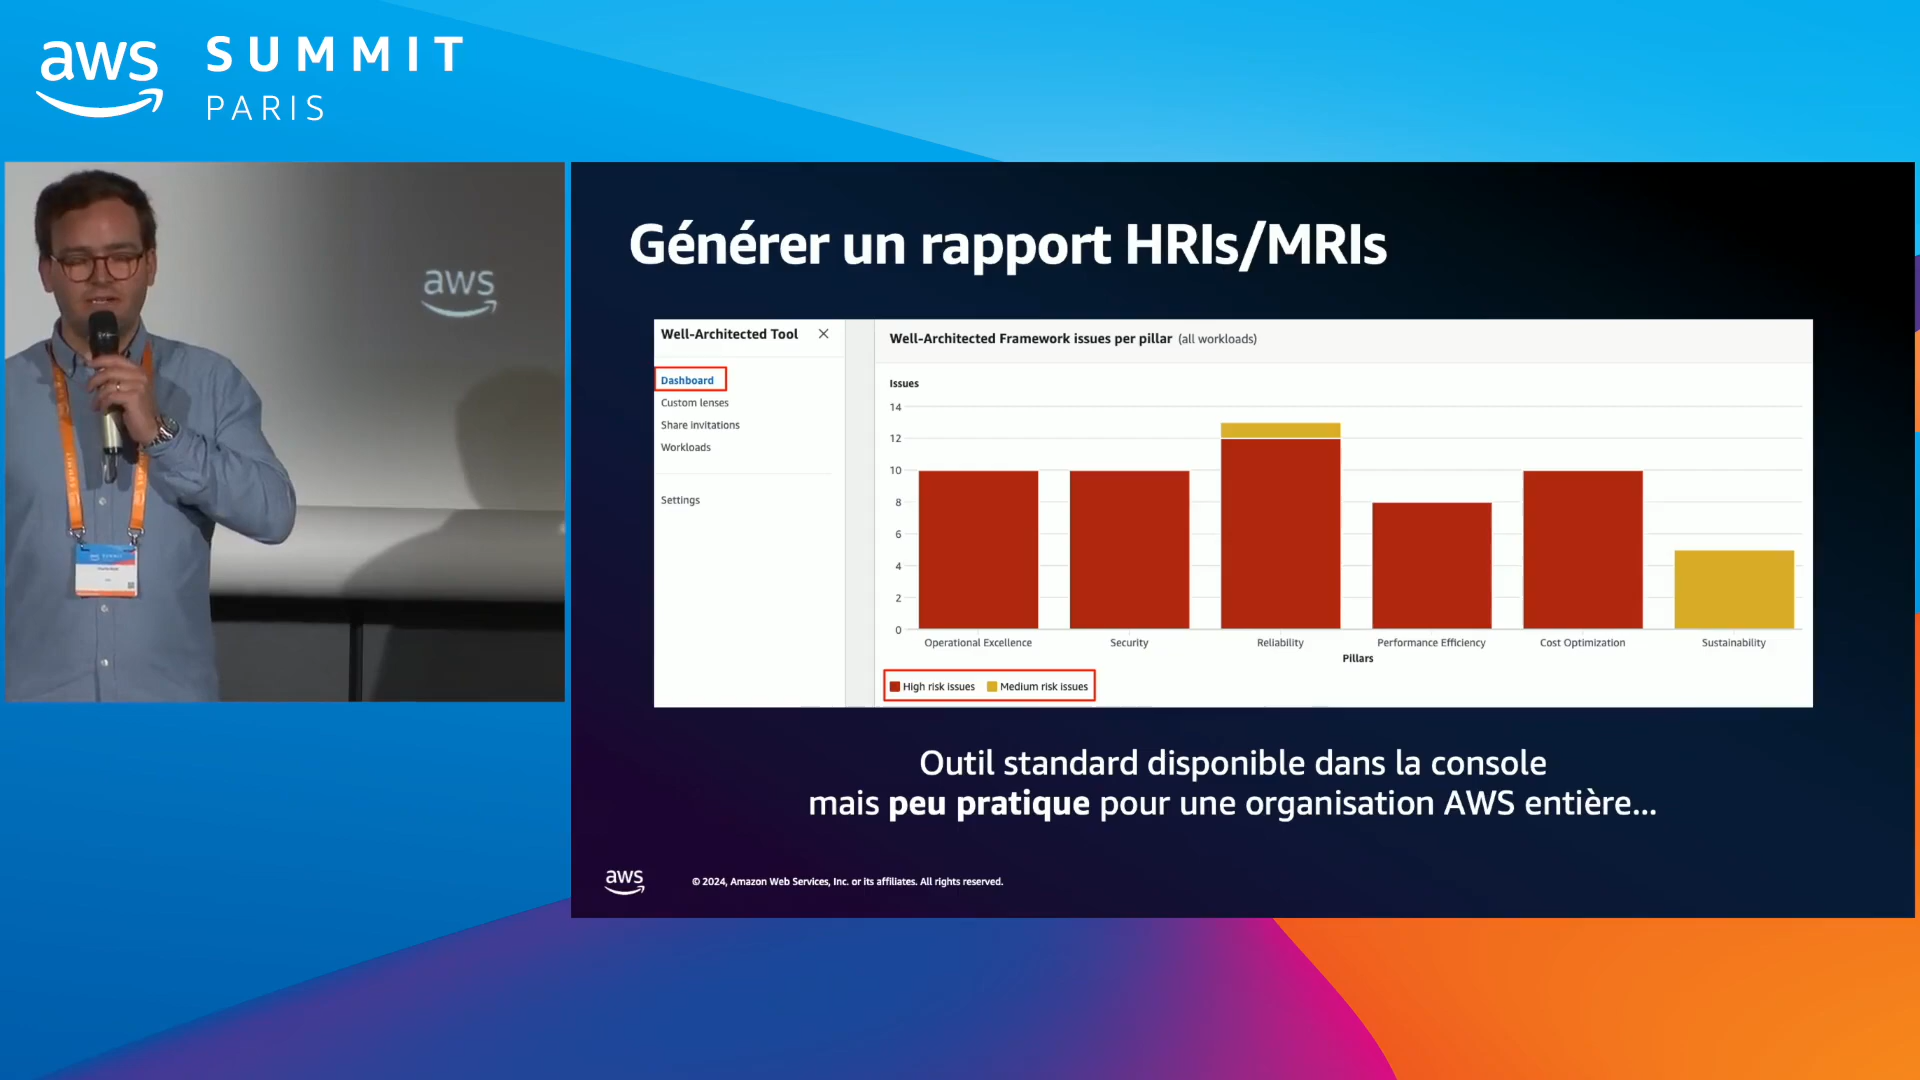 aws SUMMIT
PARIS
aws
SUMMIT
Générer un rapport HRIs/MRIs
Well-Architected Tool
Dashboard
Custom lenses
Share invitations
Workloads
Settings
Well-Architected Framework issues per pillar (all workloads)
Issues
14
12
10
8
6
4
2
0
Operational Excellence
Security
Reliability
Performance Efficiency
Cost Optimization
Sustainability
Pillars
High risk issues
Medium risk issues
Outil standard disponible dans la console
mais peu pratique pour une organisation AWS entière...
aws
© 2024, Amazon Web Services, Inc. or its affiliates. All rights reserved.